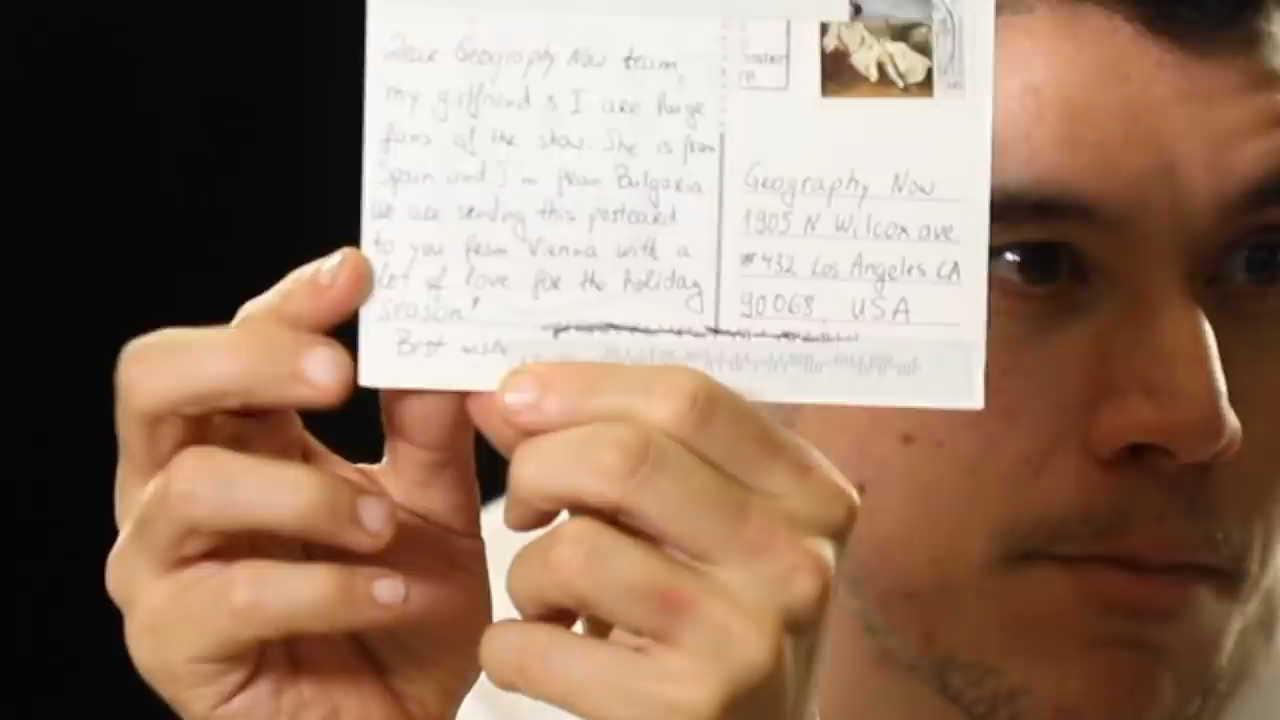 Dear Geography Now team,
my girlfriend & I are huge
fans of the show. She is from
Spain and I'm from Bulgaria
we are sending this postcard
to you from Vienna with a
lot of love for the holiday
season!
Best
Geography Now
1905 N Wilcox ave
#432 Los Angeles CA
90068, USA